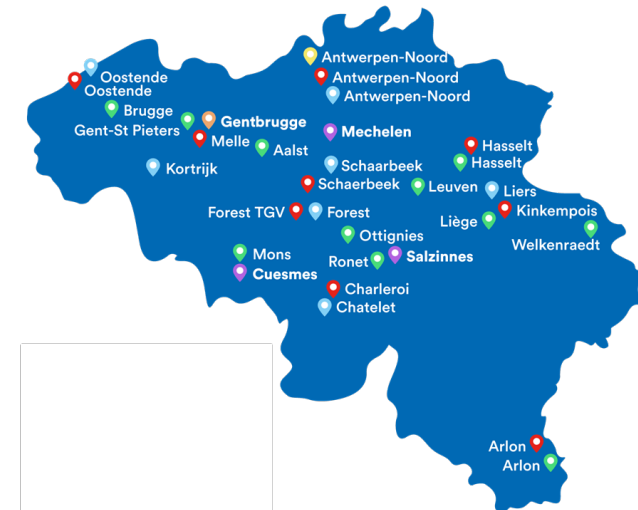 Antwerpen-Noord
Oostende
Antwerpen-Noord
Oostende
Antwerpen-Noord
Brugge
Gentbrugge
Gent-St Pieters
Mechelen
Melle
Hasselt
Aalst
Hasselt
Schaarbeek
Kortrijk
Schaerbeek
Leuven
Liers
Forest TGV
Forest
Kinkempois
Liège
Ottignies
Welkenraedt
Mons
Salzinnes
Ronet
Cuesmes
Charleroi
Chatelet
Arlon
Arlon